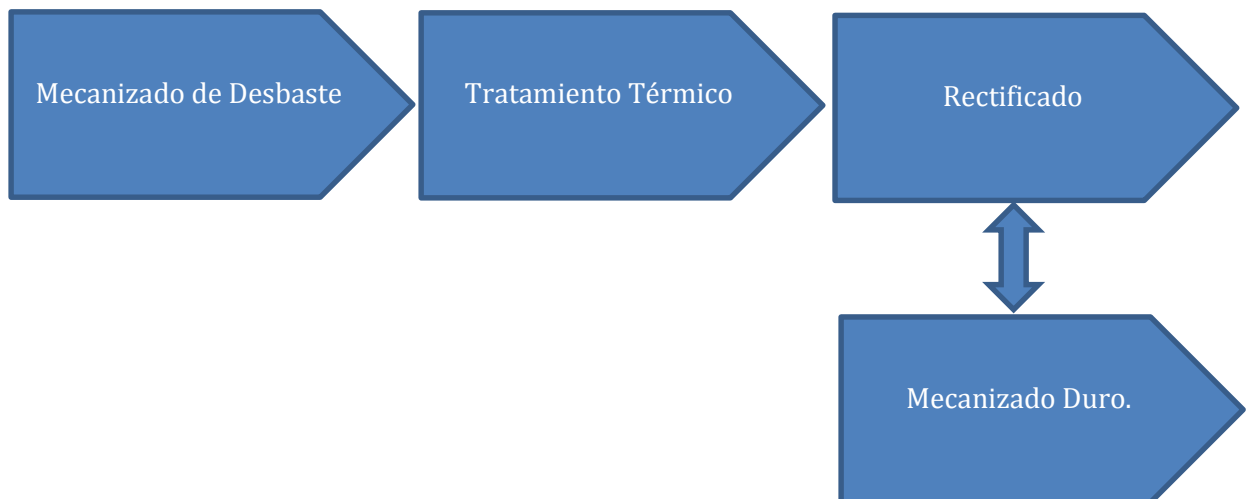 Mecanizado de Desbaste
Tratamiento Térmico
Rectificado
Mecanizado Duro.